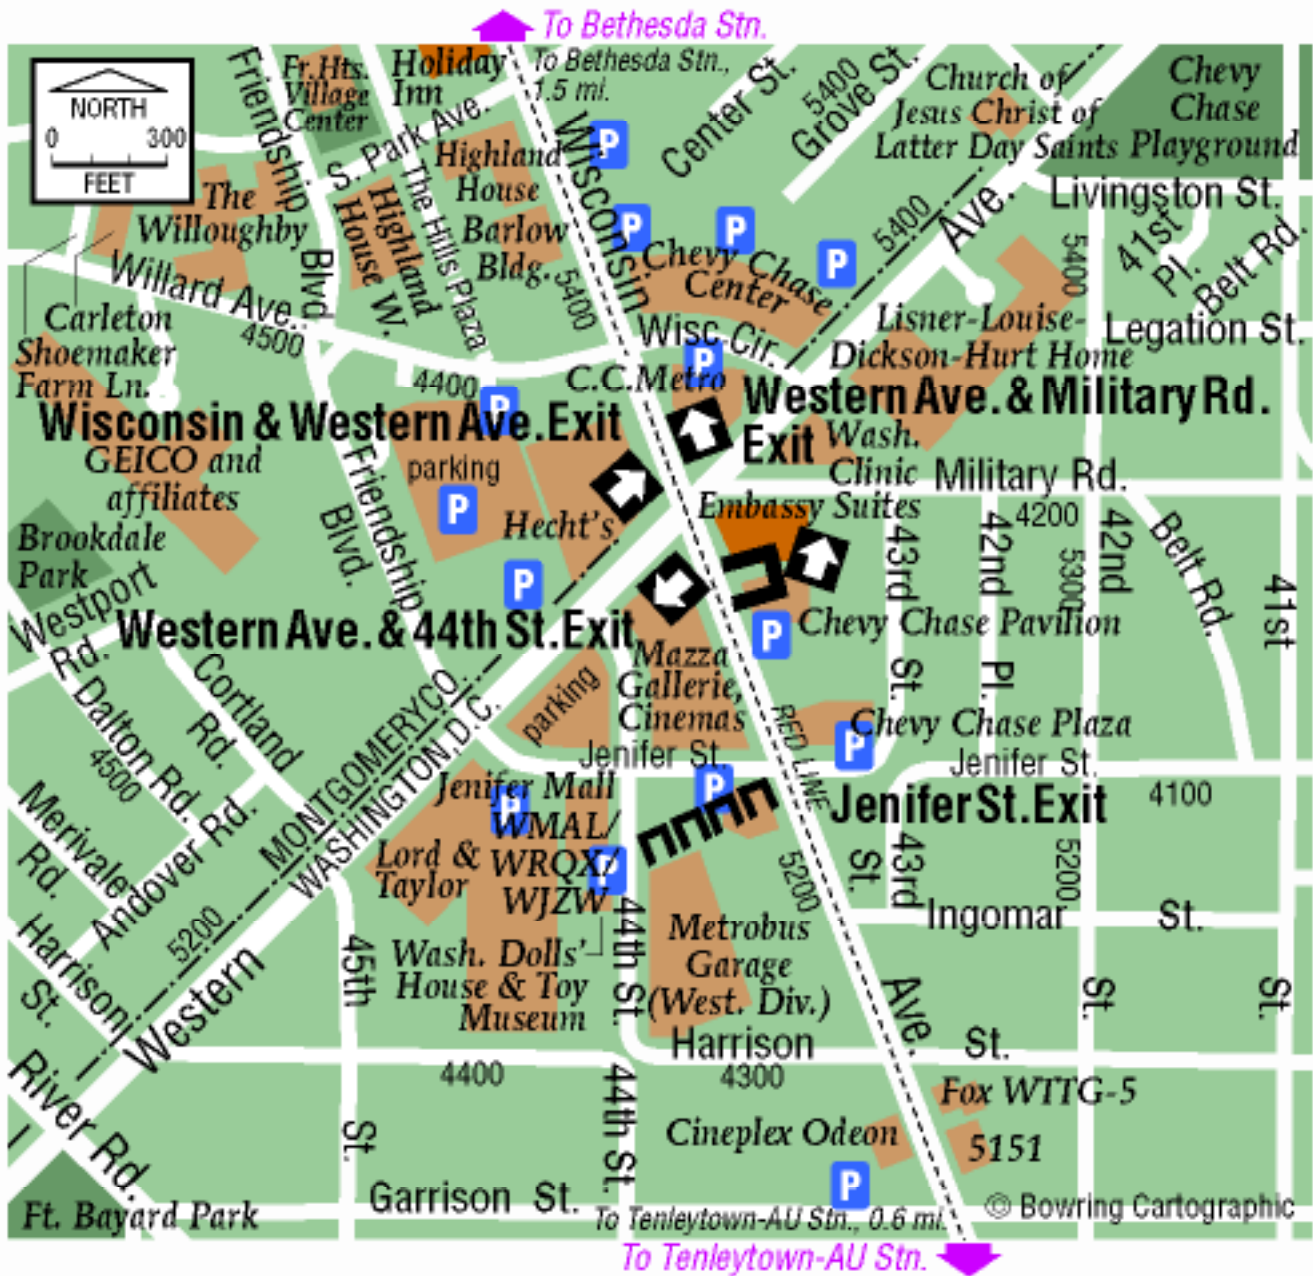 To Bethesda Stn.
To Bethesda Stn.,
1.5 mi.
NORTH
0 300
FEET
Friendship
Blvd.
Fr. Hts.
Village
Center
Holiday
Inn
S. Park Ave.
The Hills Plaza
Highland
House
Highland
House W.
Barlow
Bldg.
Wisconsin
5400
P
P
P
P
Center St.
5400
Grove St.
Church of
Jesus Christ of
Latter Day Saints
Chevy
Chase
Playground
Livingston St.
5400
Ave.
5400
41st
Pl.
Belt Rd.
Legation St.
The
Willoughby
Willard Ave.
4500
Carleton
Shoemaker
Farm Ln.
Chevy Chase
Center
Wisc. Cir.
P
C.C. Metro
Lisner-Louise-
Dickson-Hurt Home
4400
P
Wisconsin & Western Ave. Exit
Western Ave. & Military Rd.
Exit
Wash.
Clinic
Military Rd.
GEICO and
affiliates
parking
P
Hecht's
Embassy Suites
4200
Brookdale
Park
Friendship
Blvd.
P
43rd
St.
42nd
Pl.
5300
42nd
Belt Rd.
41st
Westport
Rd.
Western Ave. & 44th St. Exit
P
Chevy Chase Pavilion
Mazza
Gallerie,
Cinemas
parking
Cortland
Rd.
Dalton Rd.
4500
MONTGOMERY CO.
WASHINGTON, D.C.
RED LINE
P
Chevy Chase Plaza
Jenifer St.
Jenifer St.
4100
P
Jenifer St. Exit
Jenifer Mall
P
WMAL/
WRQX/
WJZW
P
Lord &
Taylor
Merivale
Rd.
Andover Rd.
5200
5200
43rd
St.
5200
Ingomar St.
Harrison
St.
Western
45th
St.
Wash. Dolls'
House & Toy
Museum
44th St.
Metrobus
Garage
(West. Div.)
Ave.
St.
St.
Harrison St.
4400
4300
River Rd.
44th St.
Fox WTTG-5
Cineplex Odeon
5151
P
Ft. Bayard Park
Garrison St.
To Tenleytown-AU Stn., 0.6 mi.
© Bowring Cartographic
To Tenleytown-AU Stn.